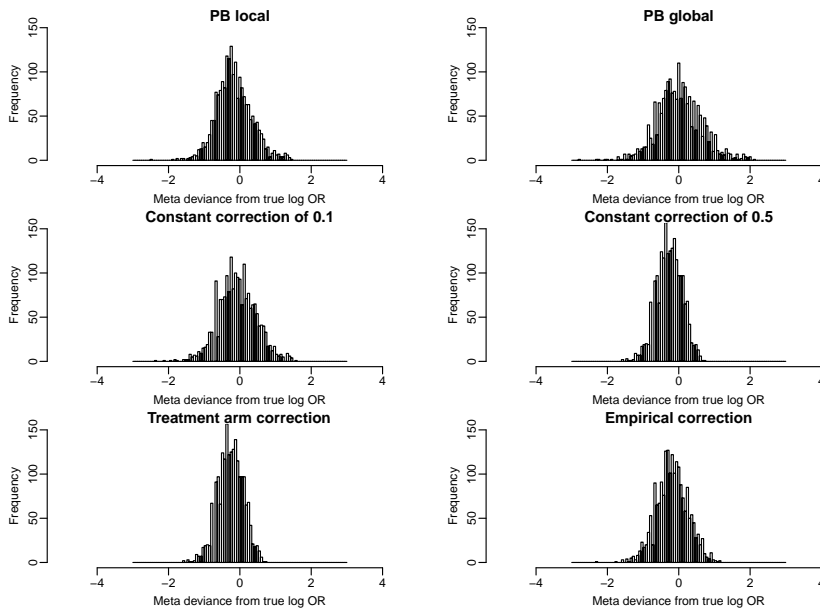 PB local
Frequency
0 50 100 150
−4 −2 0 2 4
Meta deviance from true log OR
PB global
Frequency
0 50 100 150
−4 −2 0 2 4
Meta deviance from true log OR
Constant correction of 0.1
Frequency
0 50 100 150
−4 −2 0 2 4
Meta deviance from true log OR
Constant correction of 0.5
Frequency
0 50 100 150
−4 −2 0 2 4
Meta deviance from true log OR
Treatment arm correction
Frequency
0 50 100 150
−4 −2 0 2 4
Meta deviance from true log OR
Empirical correction
Frequency
0 50 100 150
−4 −2 0 2 4
Meta deviance from true log OR